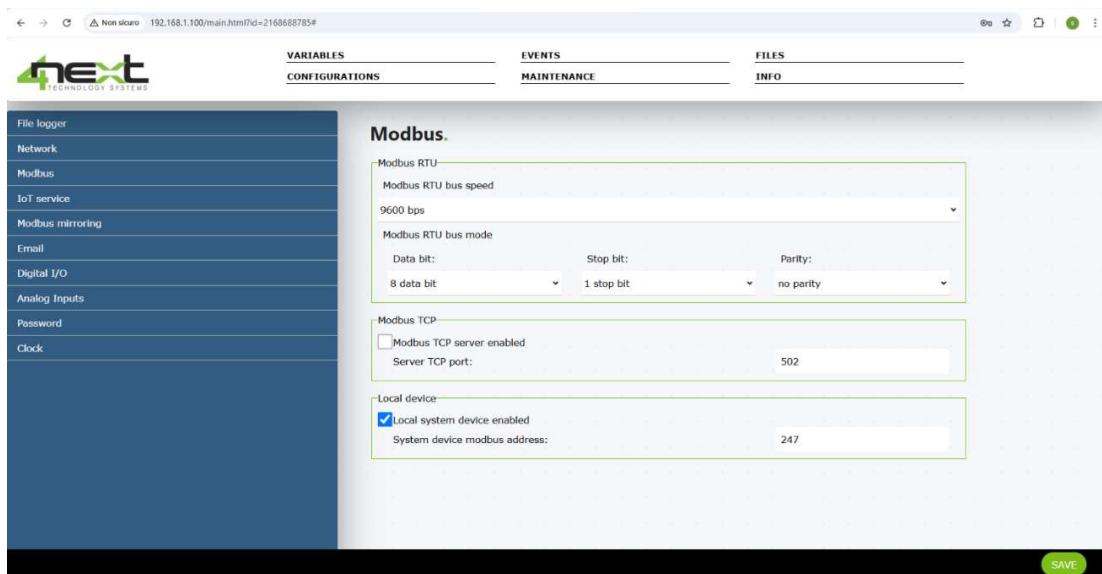 Non sicuro 192.168.1.100/main.html?id=2168688785#
4next
TECHNOLOGY SYSTEMS
VARIABLES EVENTS FILES
CONFIGURATIONS MAINTENANCE INFO
File logger
Network
Modbus
IoT service
Modbus mirroring
Email
Digital I/O
Analog Inputs
Password
Clock
Modbus.
Modbus RTU
Modbus RTU bus speed
9600 bps
Modbus RTU bus mode
Data bit: Stop bit: Parity:
8 data bit 1 stop bit no parity
Modbus TCP
Modbus TCP server enabled
Server TCP port: 502
Local device
Local system device enabled
System device modbus address: 247
SAVE